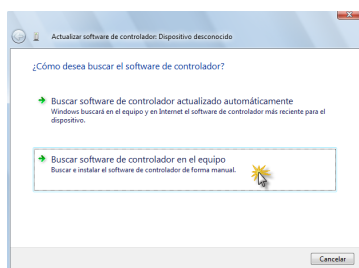 Actualizar software de controlador: Dispositivo desconocido
¿Cómo desea buscar el software de controlador?
Buscar software de controlador actualizado automáticamente
Windows buscará en el equipo y en Internet el software de controlador más reciente para el
dispositivo.
Buscar software de controlador en el equipo
Buscar e instalar el software de controlador de forma manual.
Cancelar